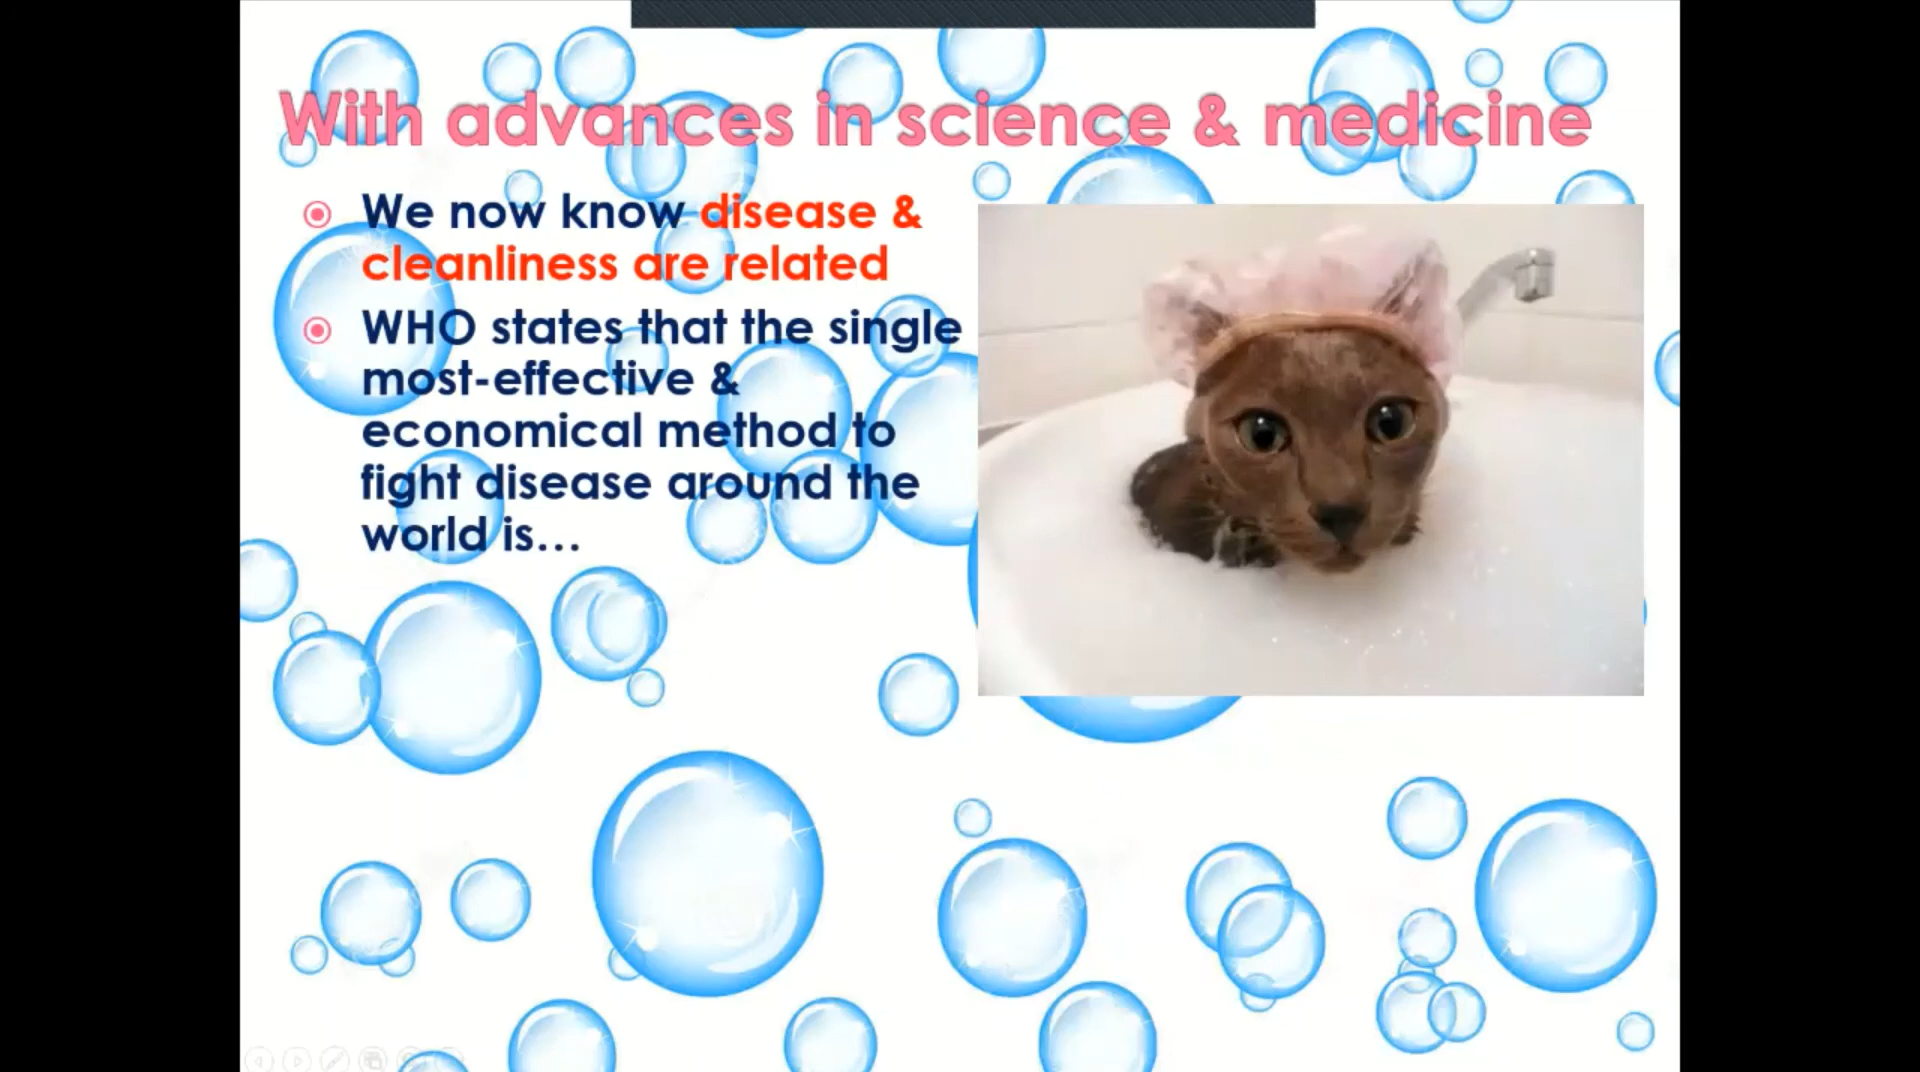 With advances in science & medicine
We now know disease &
cleanliness are related
WHO states that the single
most-effective &
economical method to
fight disease around the
world is...